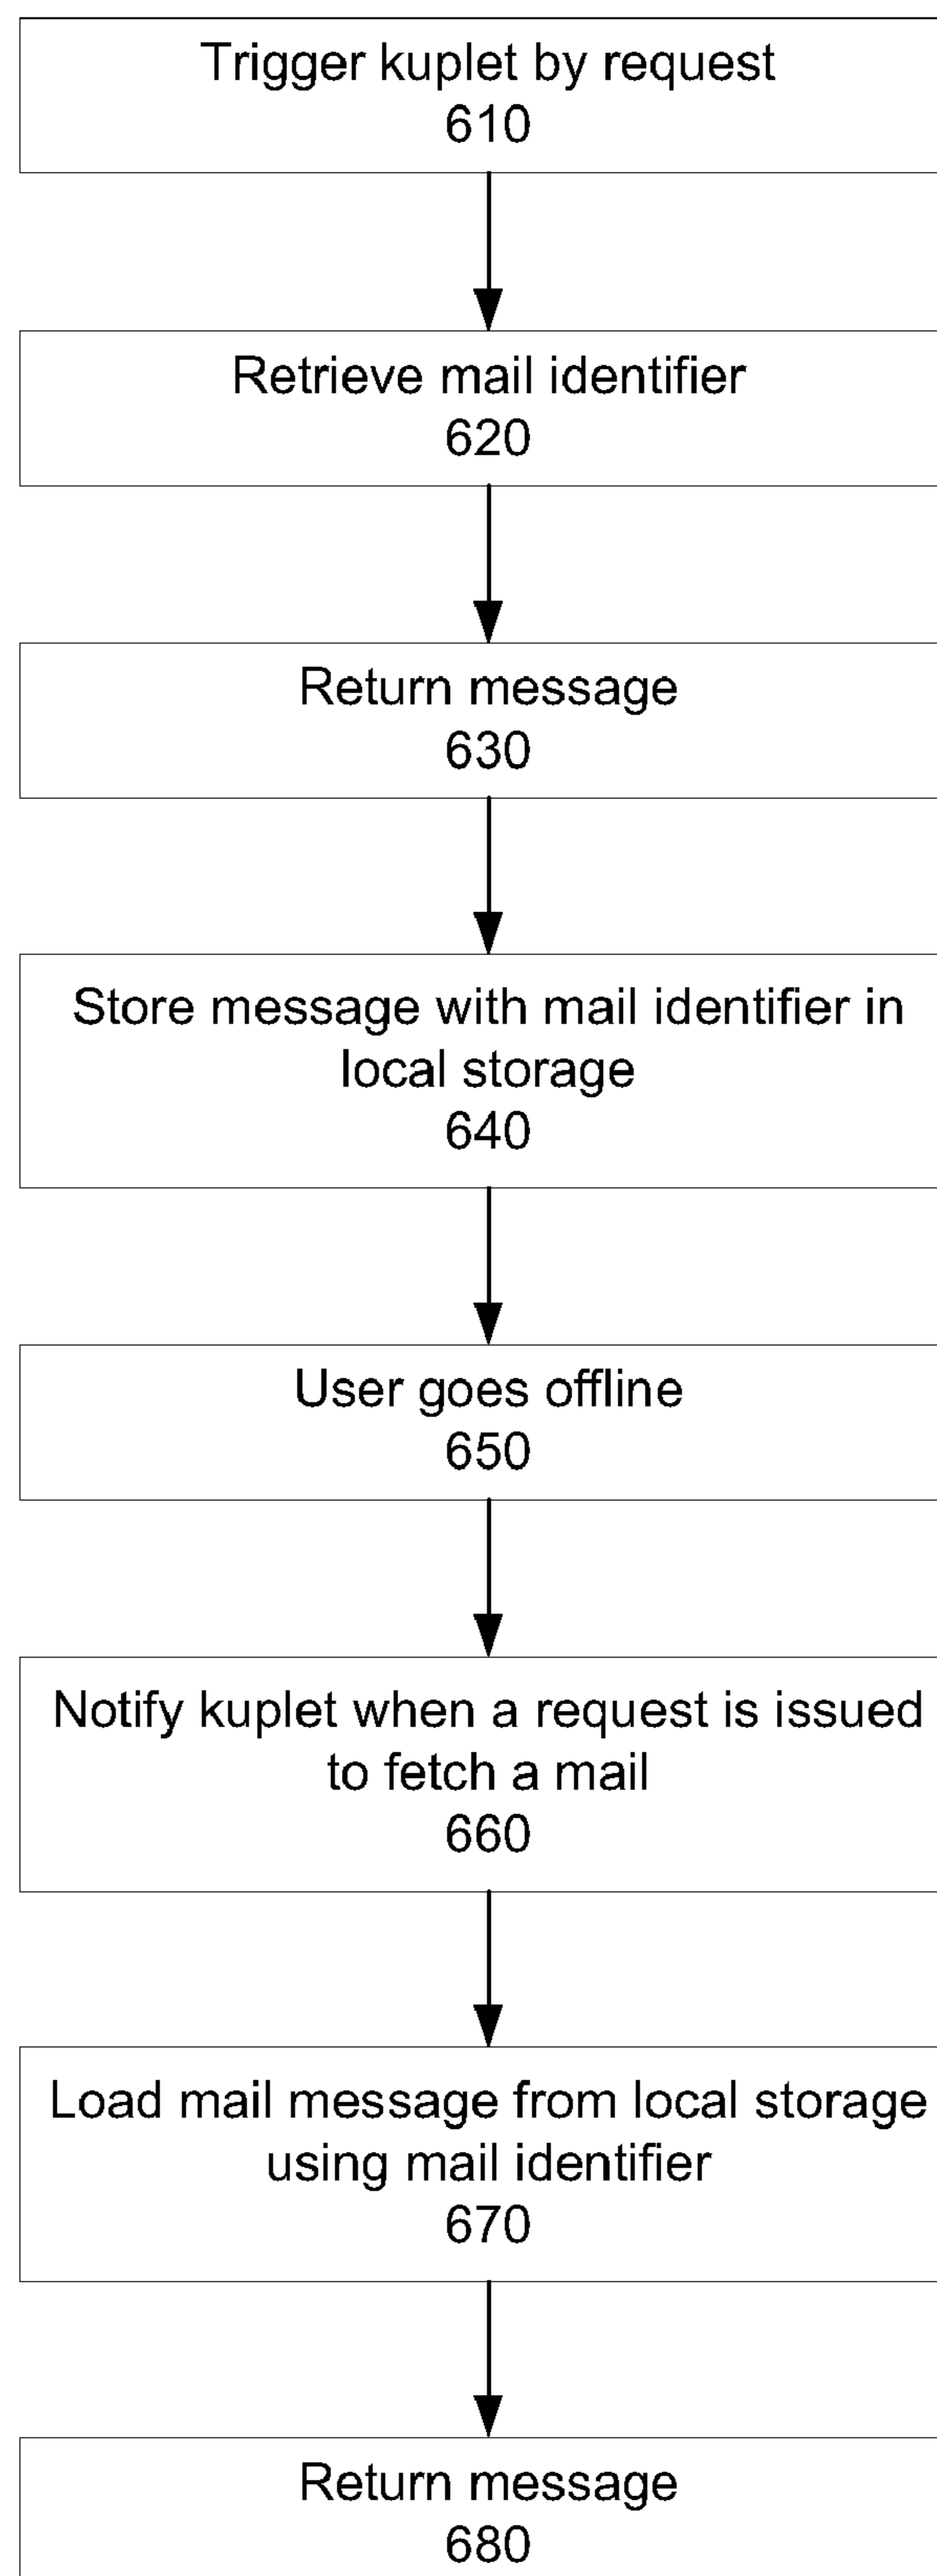 Trigger kuplet by request
610
Retrieve mail identifier
620
Return message
630
Store message with mail identifier in
local storage
640
User goes offline
650
Notify kuplet when a request is issued
to fetch a mail
660
Load mail message from local storage
using mail identifier
670
Return message
680